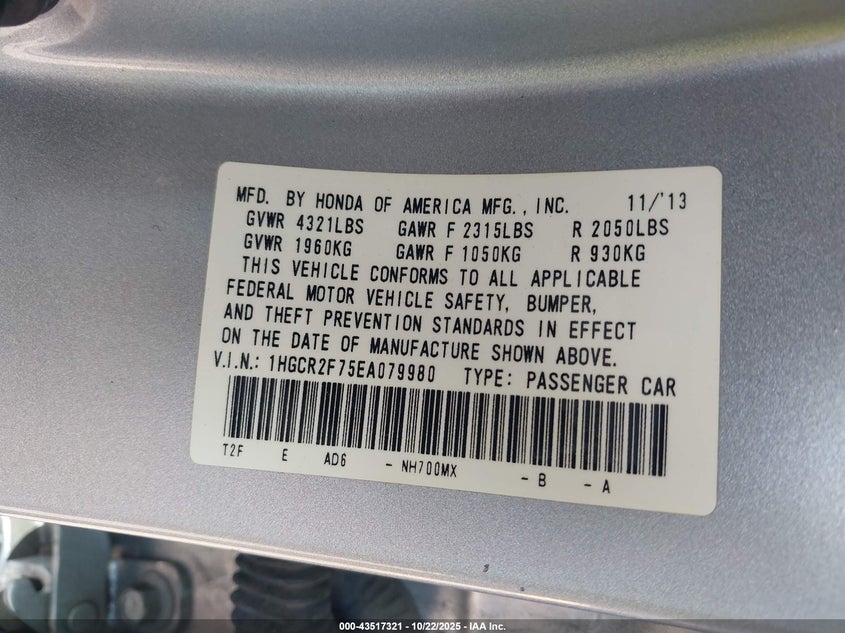 MFD. BY HONDA OF AMERICA MFG., INC. 11/'13
GVWR 4321LBS GAWR F 2315LBS R 2050LBS
GVWR 1960KG GAWR F 1050KG R 930KG
THIS VEHICLE CONFORMS TO ALL APPLICABLE
FEDERAL MOTOR VEHICLE SAFETY, BUMPER,
AND THEFT PREVENTION STANDARDS IN EFFECT
ON THE DATE OF MANUFACTURE SHOWN ABOVE.
V.I.N.: 1HGCR2F75EA079980 TYPE: PASSENGER CAR
T2F E AD6 - NH700MX - B - A
000-43517321 - 10/22/2025 - IAA Inc.